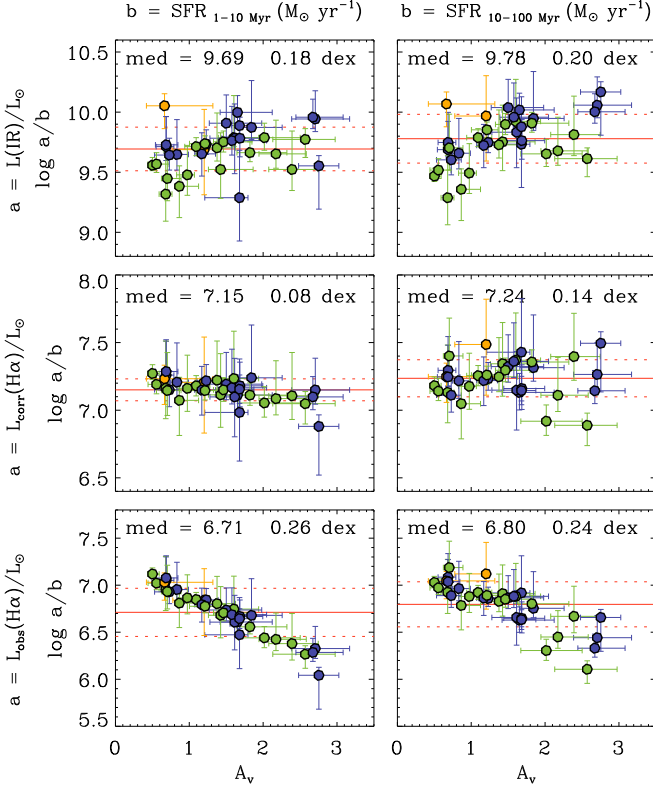 b = SFR 1−10 Myr (M⊙ yr−1)
b = SFR 10−100 Myr (M⊙ yr−1)
a = L(IR)/L⊙
log a/b
10.5
10.0
9.5
9.0
med = 9.69 0.18 dex
med = 9.78 0.20 dex
a = Lcorr(Hα)/L⊙
log a/b
8.0
7.5
7.0
6.5
med = 7.15 0.08 dex
med = 7.24 0.14 dex
a = Lobs(Hα)/L⊙
log a/b
7.5
7.0
6.5
6.0
5.5
med = 6.71 0.26 dex
med = 6.80 0.24 dex
0 1 2 3
0 1 2 3
Av
Av